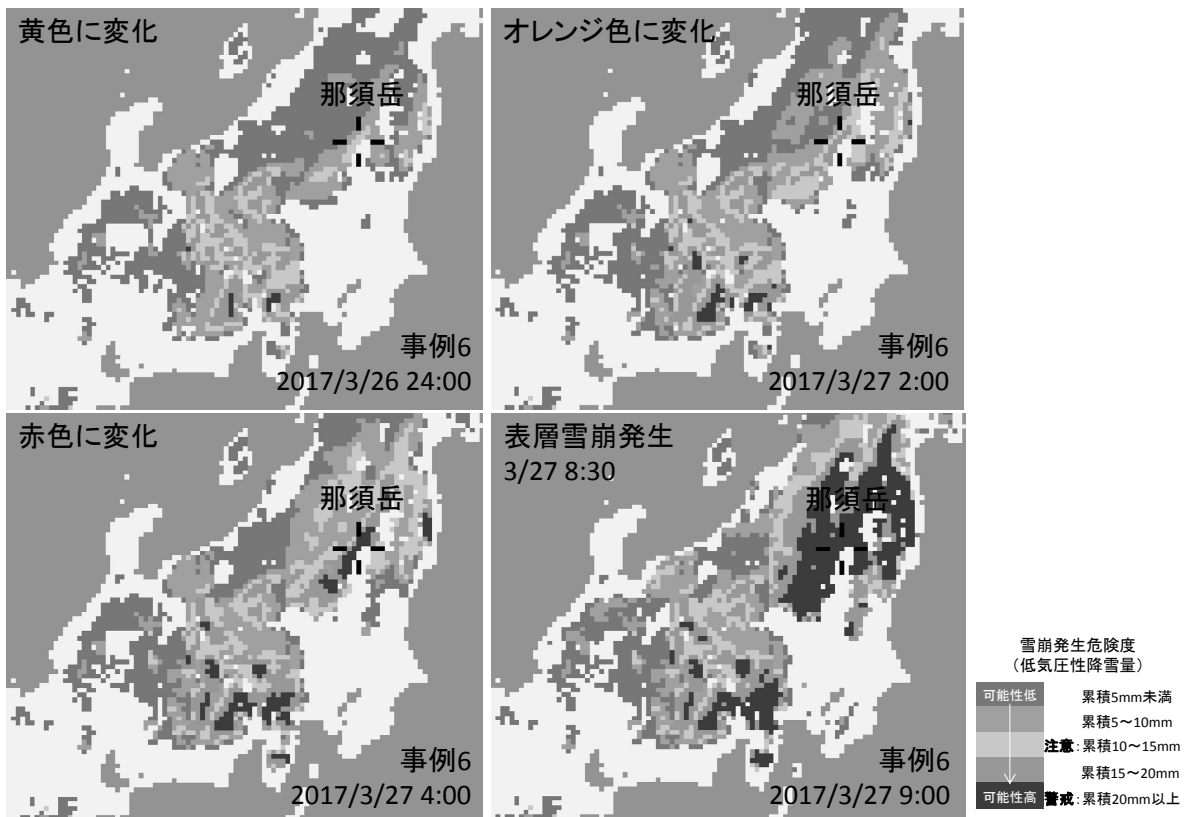 黄色に変化
那須岳
事例6
2017/3/26 24:00
オレンジ色に変化
那須岳
事例6
2017/3/27 2:00
赤色に変化
那須岳
事例6
2017/3/27 4:00
表層雪崩発生
3/27 8:30
那須岳
事例6
2017/3/27 9:00
雪崩発生危険度
（低気圧性降雪量）
可能性低 累積5mm未満
累積5～10mm
注意：累積10～15mm
累積15～20mm
可能性高 警戒：累積20mm以上